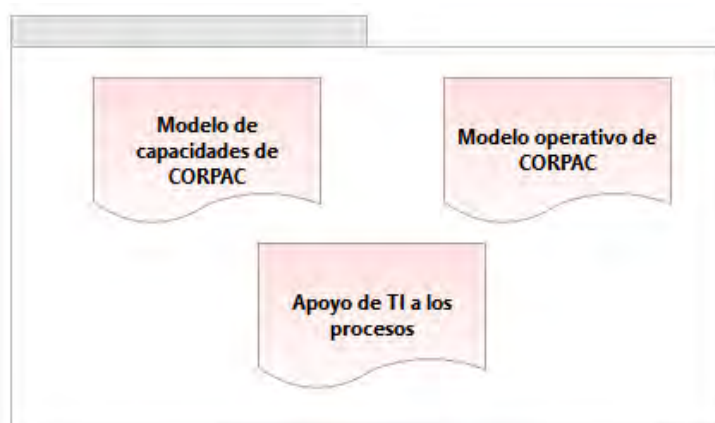 Modelo de
capacidades de
CORPAC
Modelo operativo de
CORPAC
Apoyo de TI a los
procesos